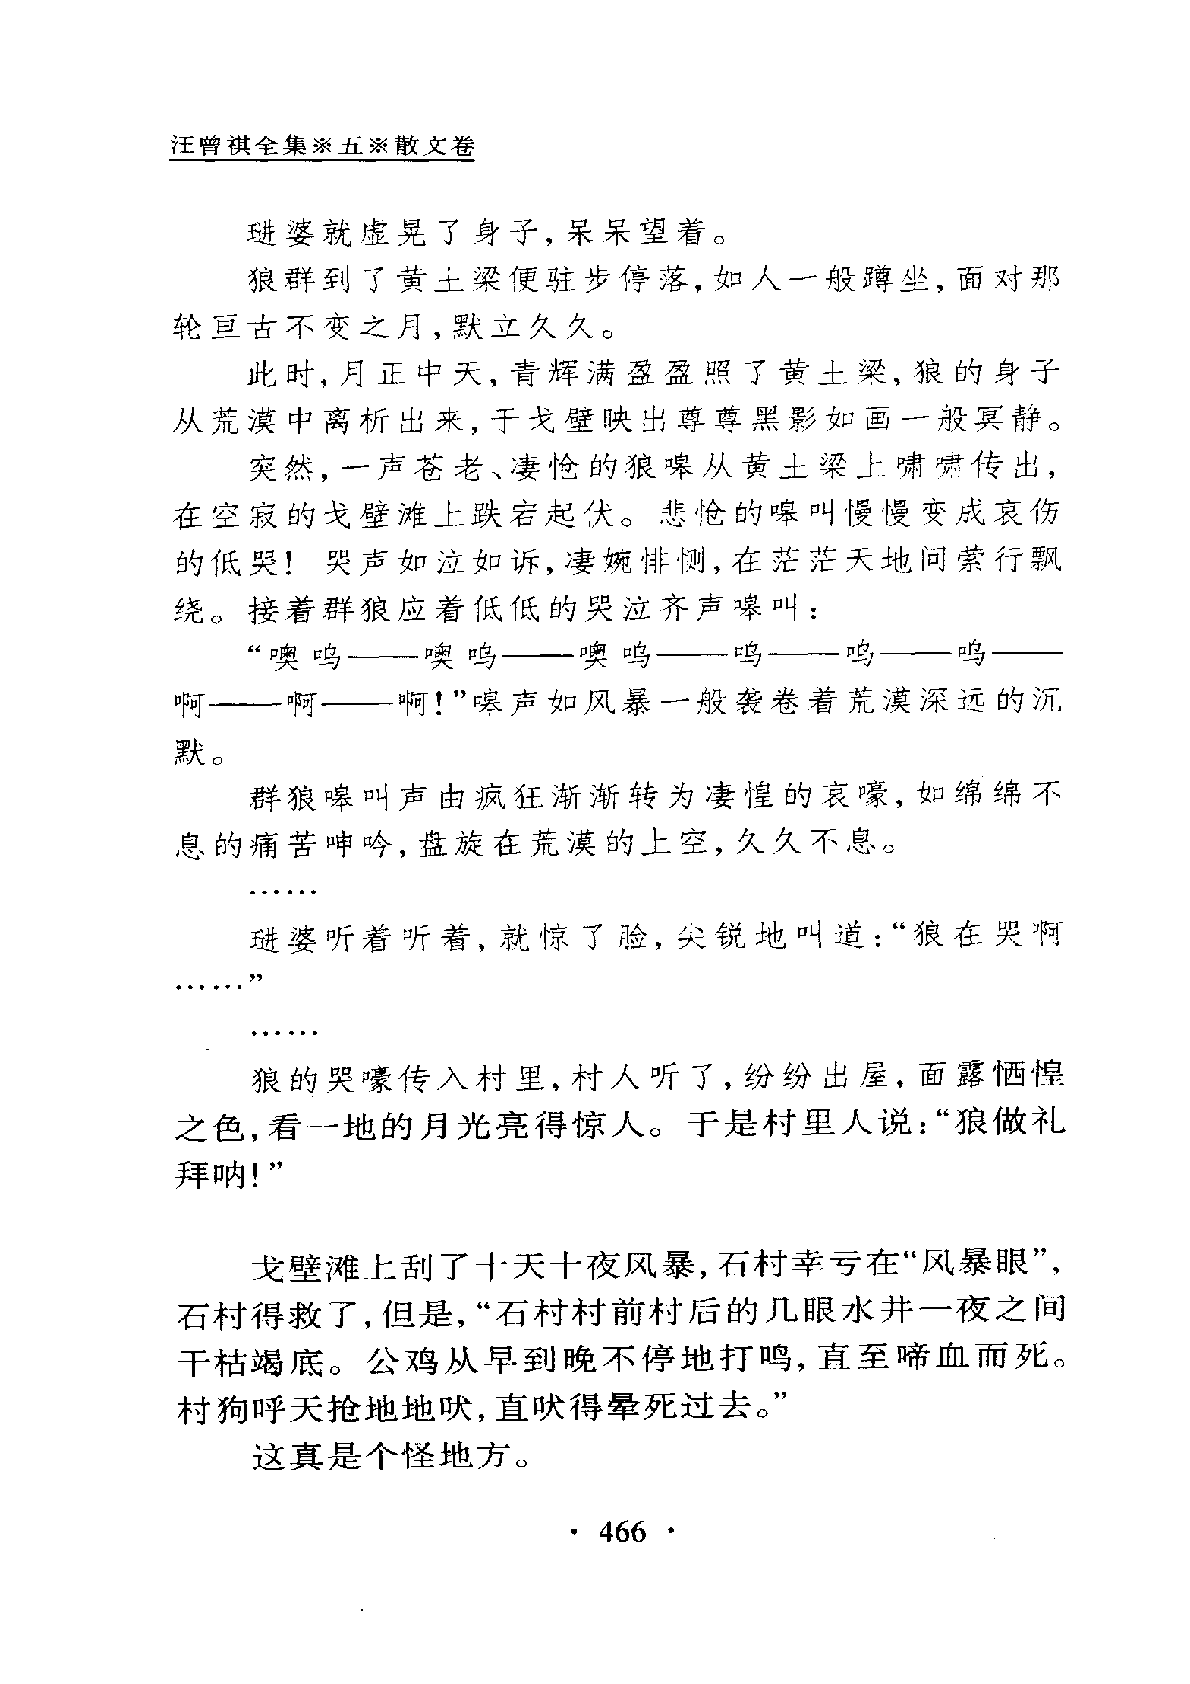 汪曾祺全集※五※散文卷
琎婆就虚晃了身子，呆呆望着。
狼群到了黄土梁便驻步停落，如人一般蹲坐，面对那
轮亘古不变之月，默立久久。
此时，月正中天，青辉满盈盈照了黄土梁，狼的身子
从荒漠中离析出来，于戈壁映出尊尊黑影如画一般冥静。
突然，一声苍老、凄怆的狼嗥从黄土梁上啸啸传出，
在空寂的戈壁滩上跌宕起伏。悲怆的嗥叫慢慢变成哀伤
的低哭！哭声如泣如诉，凄婉悱恻，在茫茫天地间萦行飘
绕。接着群狼应着低低的哭泣齐声嗥叫：
“噢呜——噢呜——噢呜——呜——呜——呜——
啊——啊——啊！”嗥声如风暴一般袭卷着荒漠深远的沉
默。
群狼嗥叫声由疯狂渐渐转为凄惶的哀嚎，如绵绵不
息的痛苦呻吟，盘旋在荒漠的上空，久久不息。
……
琎婆听着听着，就惊了脸，尖锐地叫道：“狼在哭啊
……”
……
狼的哭嚎传入村里，村人听了，纷纷出屋，面露恓惶
之色，看一地的月光亮得惊人。于是村里人说：“狼做礼
拜呐！”
戈壁滩上刮了十天十夜风暴，石村幸亏在“风暴眼”，
石村得救了，但是，“石村村前村后的几眼水井一夜之间
干枯竭底。公鸡从早到晚不停地打鸣，直至啼血而死。
村狗呼天抢地地吠，直吠得晕死过去。”
这真是个怪地方。
· 466 ·